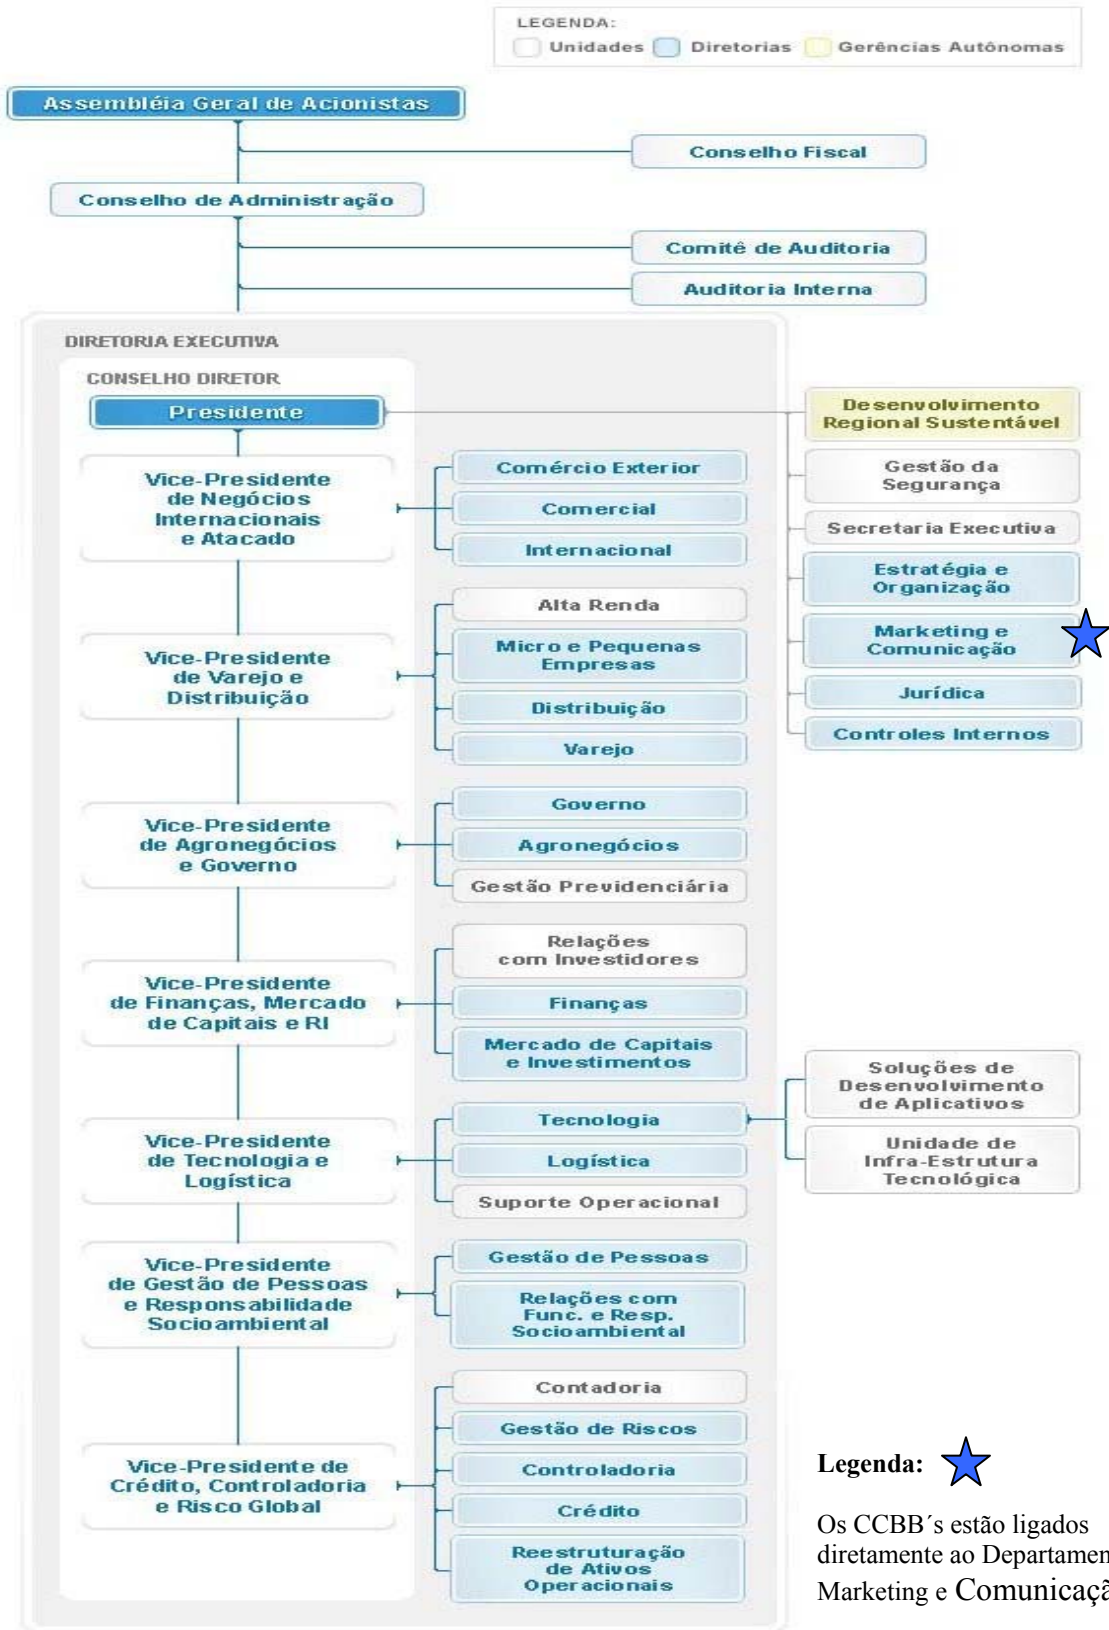 LEGENDA:
Unidades Diretorias Gerências Autônomas
Assembléia Geral de Acionistas
Conselho Fiscal
Conselho de Administração
Comitê de Auditoria
Auditoria Interna
DIRETORIA EXECUTIVA
CONSELHO DIRETOR
Presidente
Desenvolvimento
Regional Sustentável
Gestão da
Segurança
Secretaria Executiva
Estratégia e
Organização
Marketing e
Comunicação
Jurídica
Controles Internos
Vice-Presidente
de Negócios
Internacionais
e Atacado
Comércio Exterior
Comercial
Internacional
Vice-Presidente
de Varejo e
Distribuição
Alta Renda
Micro e Pequenas
Empresas
Distribuição
Varejo
Vice-Presidente
de Agronegócios
e Governo
Governo
Agronegócios
Gestão Previdenciária
Vice-Presidente
de Finanças, Mercado
de Capitais e RI
Relações
com Investidores
Finanças
Mercado de Capitais
e Investimentos
Vice-Presidente
de Tecnologia e
Logística
Tecnologia
Logística
Suporte Operacional
Soluções de
Desenvolvimento
de Aplicativos
Unidade de
Infra-Estrutura
Tecnológica
Vice-Presidente
de Gestão de Pessoas
e Responsabilidade
Socioambiental
Gestão de Pessoas
Relações com
Func. e Resp.
Socioambiental
Vice-Presidente de
Crédito, Controladoria
e Risco Global
Contadoria
Gestão de Riscos
Controladoria
Crédito
Reestruturação
de Ativos
Operacionais
Legenda:
Os CCBB´s estão ligados
diretamente ao Departamen
Marketing e Comunicaçã